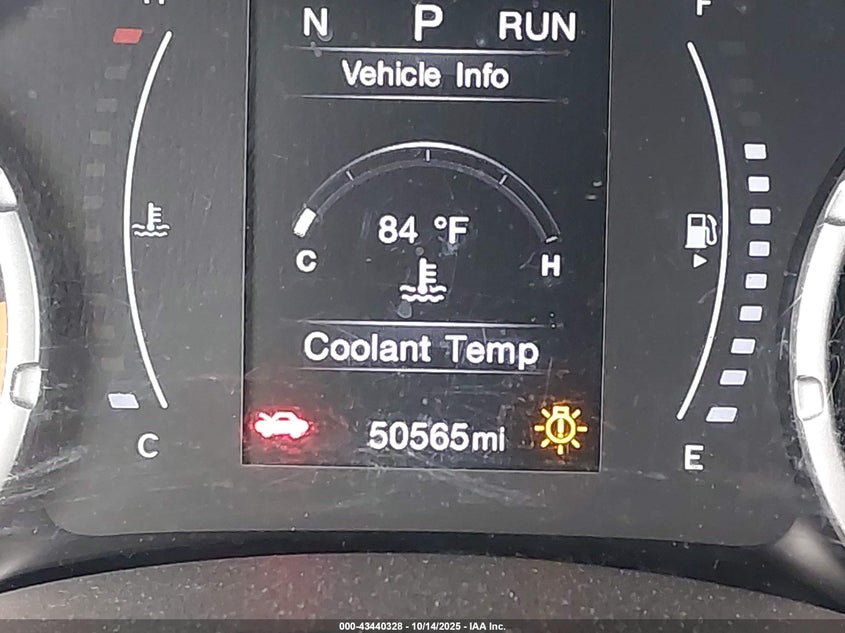 N P RUN
F
Vehicle Info
84 °F
C H
Coolant Temp
50565mi
C E
000-43440328 - 10/14/2025 - IAA Inc.